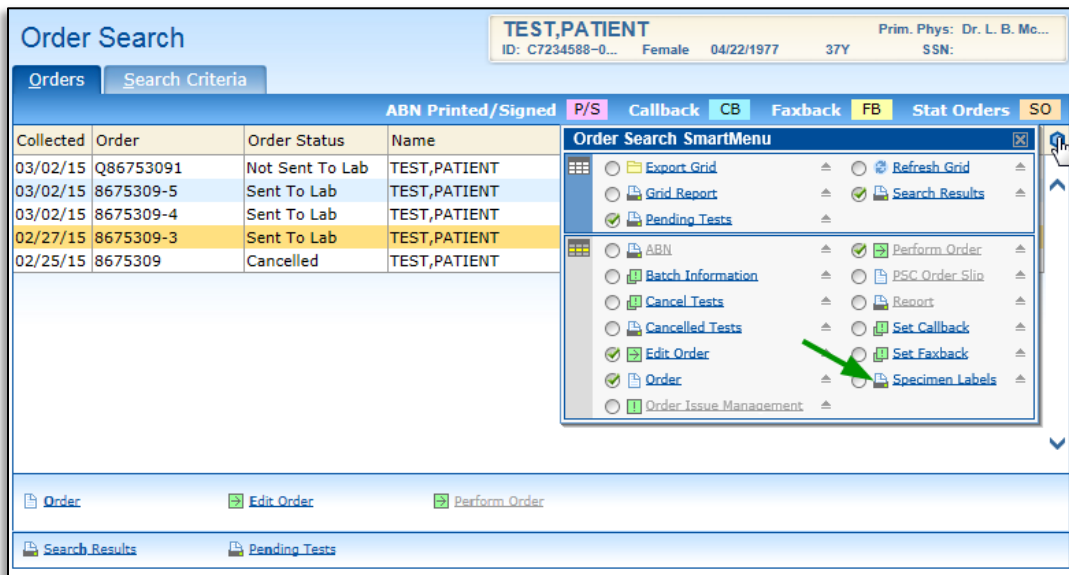 Order Search
TEST,PATIENT Prim. Phys: Dr. L. B. Mc...
ID: C7234588-0... Female 04/22/1977 37Y SSN:
Orders Search Criteria
ABN Printed/Signed P/S Callback CB Faxback FB Stat Orders SO
Collected Order Order Status Name
03/02/15 Q86753091 Not Sent To Lab TEST,PATIENT
03/02/15 8675309-5 Sent To Lab TEST,PATIENT
03/02/15 8675309-4 Sent To Lab TEST,PATIENT
02/27/15 8675309-3 Sent To Lab TEST,PATIENT
02/25/15 8675309 Cancelled TEST,PATIENT
Order Search SmartMenu
Export Grid Refresh Grid
Grid Report Search Results
Pending Tests
ABN Perform Order
Batch Information PSC Order Slip
Cancel Tests Report
Cancelled Tests Set Callback
Edit Order Set Faxback
Order Specimen Labels
Order Issue Management
Order Edit Order Perform Order
Search Results Pending Tests